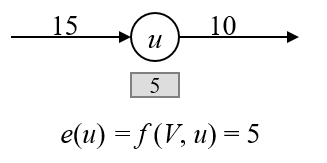 15 u 10
5
e(u) = f (V, u) = 5